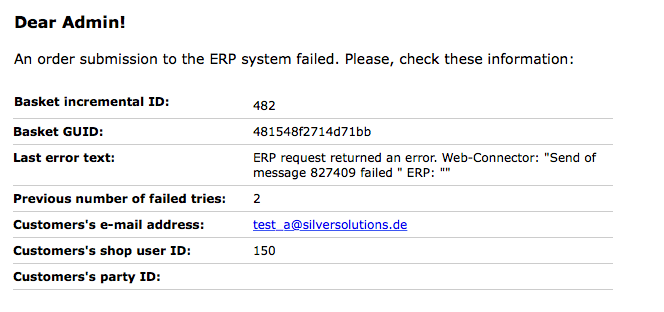 Dear Admin!
An order submission to the ERP system failed. Please, check these information:
Basket incremental ID: 482
Basket GUID: 481548f2714d71bb
Last error text: ERP request returned an error. Web-Connector: "Send of
message 827409 failed " ERP: ""
Previous number of failed tries: 2
Customers's e-mail address: test_a@silversolutions.de
Customers's shop user ID: 150
Customers's party ID: